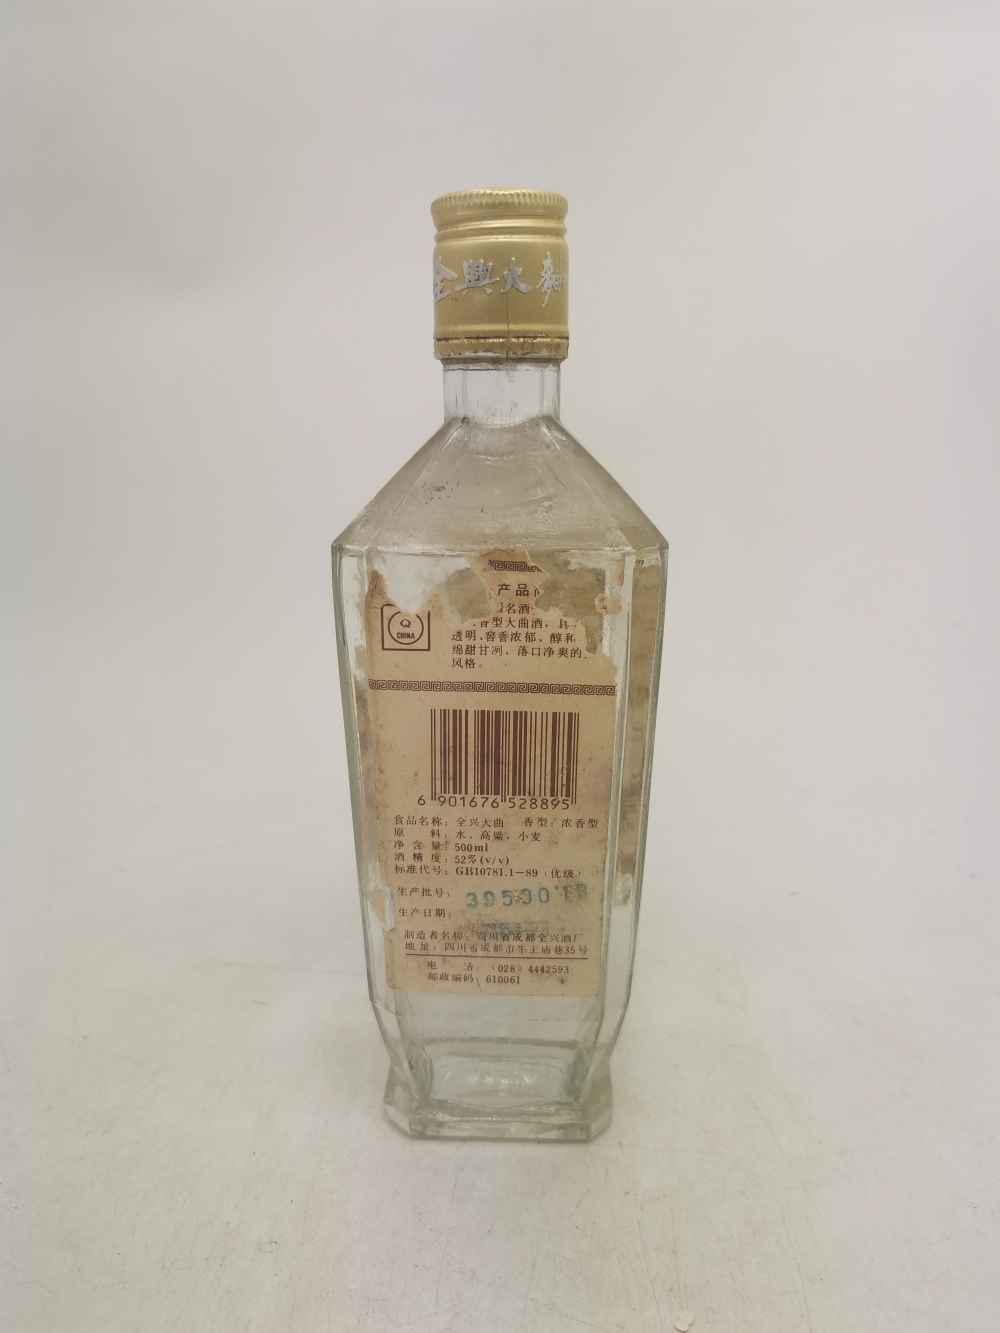 全興大麯
产品
名酒
香型大曲酒，具
透明、窖香浓郁、醇和
绵甜甘冽、落口净爽的
风格。
Q
CHINA
6 901676 528895
食品名称：全兴大曲 香型：浓香型
原 料：水、高粱、小麦
净含量：500ml
酒精度：52%(v/v)
标准代号：GB10781.1－89（优级）
生产批号：
生产日期：
制造者名称：四川省成都全兴酒厂
地址：四川省成都市牛王庙巷35号
电 话：（028）4442593
邮政编码：610061